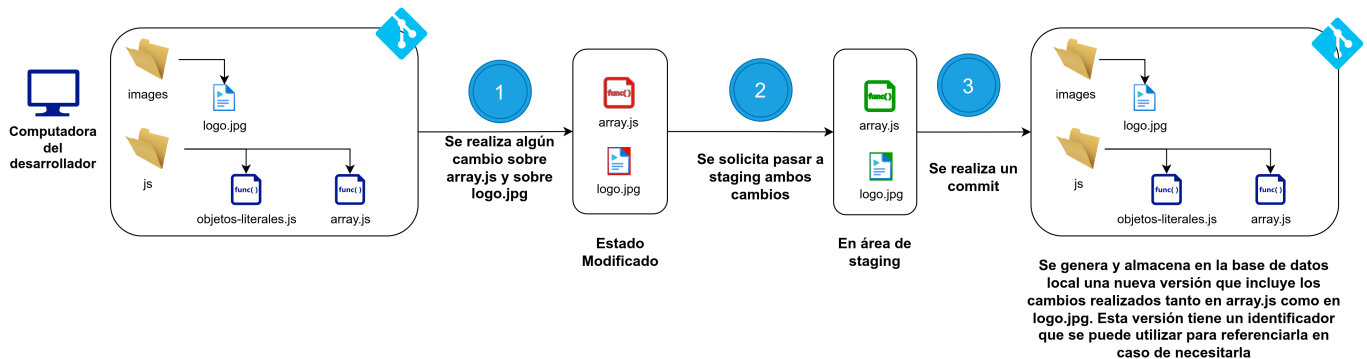 Computadora
del
desarrollador
images
logo.jpg
js
func( )
func( )
objetos-literales.js
array.js
1
Se realiza algún
cambio sobre
array.js y sobre
logo.jpg
func( )
array.js
logo.jpg
Estado
Modificado
2
Se solicita pasar a
staging ambos
cambios
func( )
array.js
logo.jpg
En área de
staging
3
Se realiza un
commit
images
logo.jpg
js
func( )
func( )
objetos-literales.js
array.js
Se genera y almacena en la base de datos
local una nueva versión que incluye los
cambios realizados tanto en array.js como en
logo.jpg. Esta versión tiene un identificador
que se puede utilizar para referenciarla en
caso de necesitarla